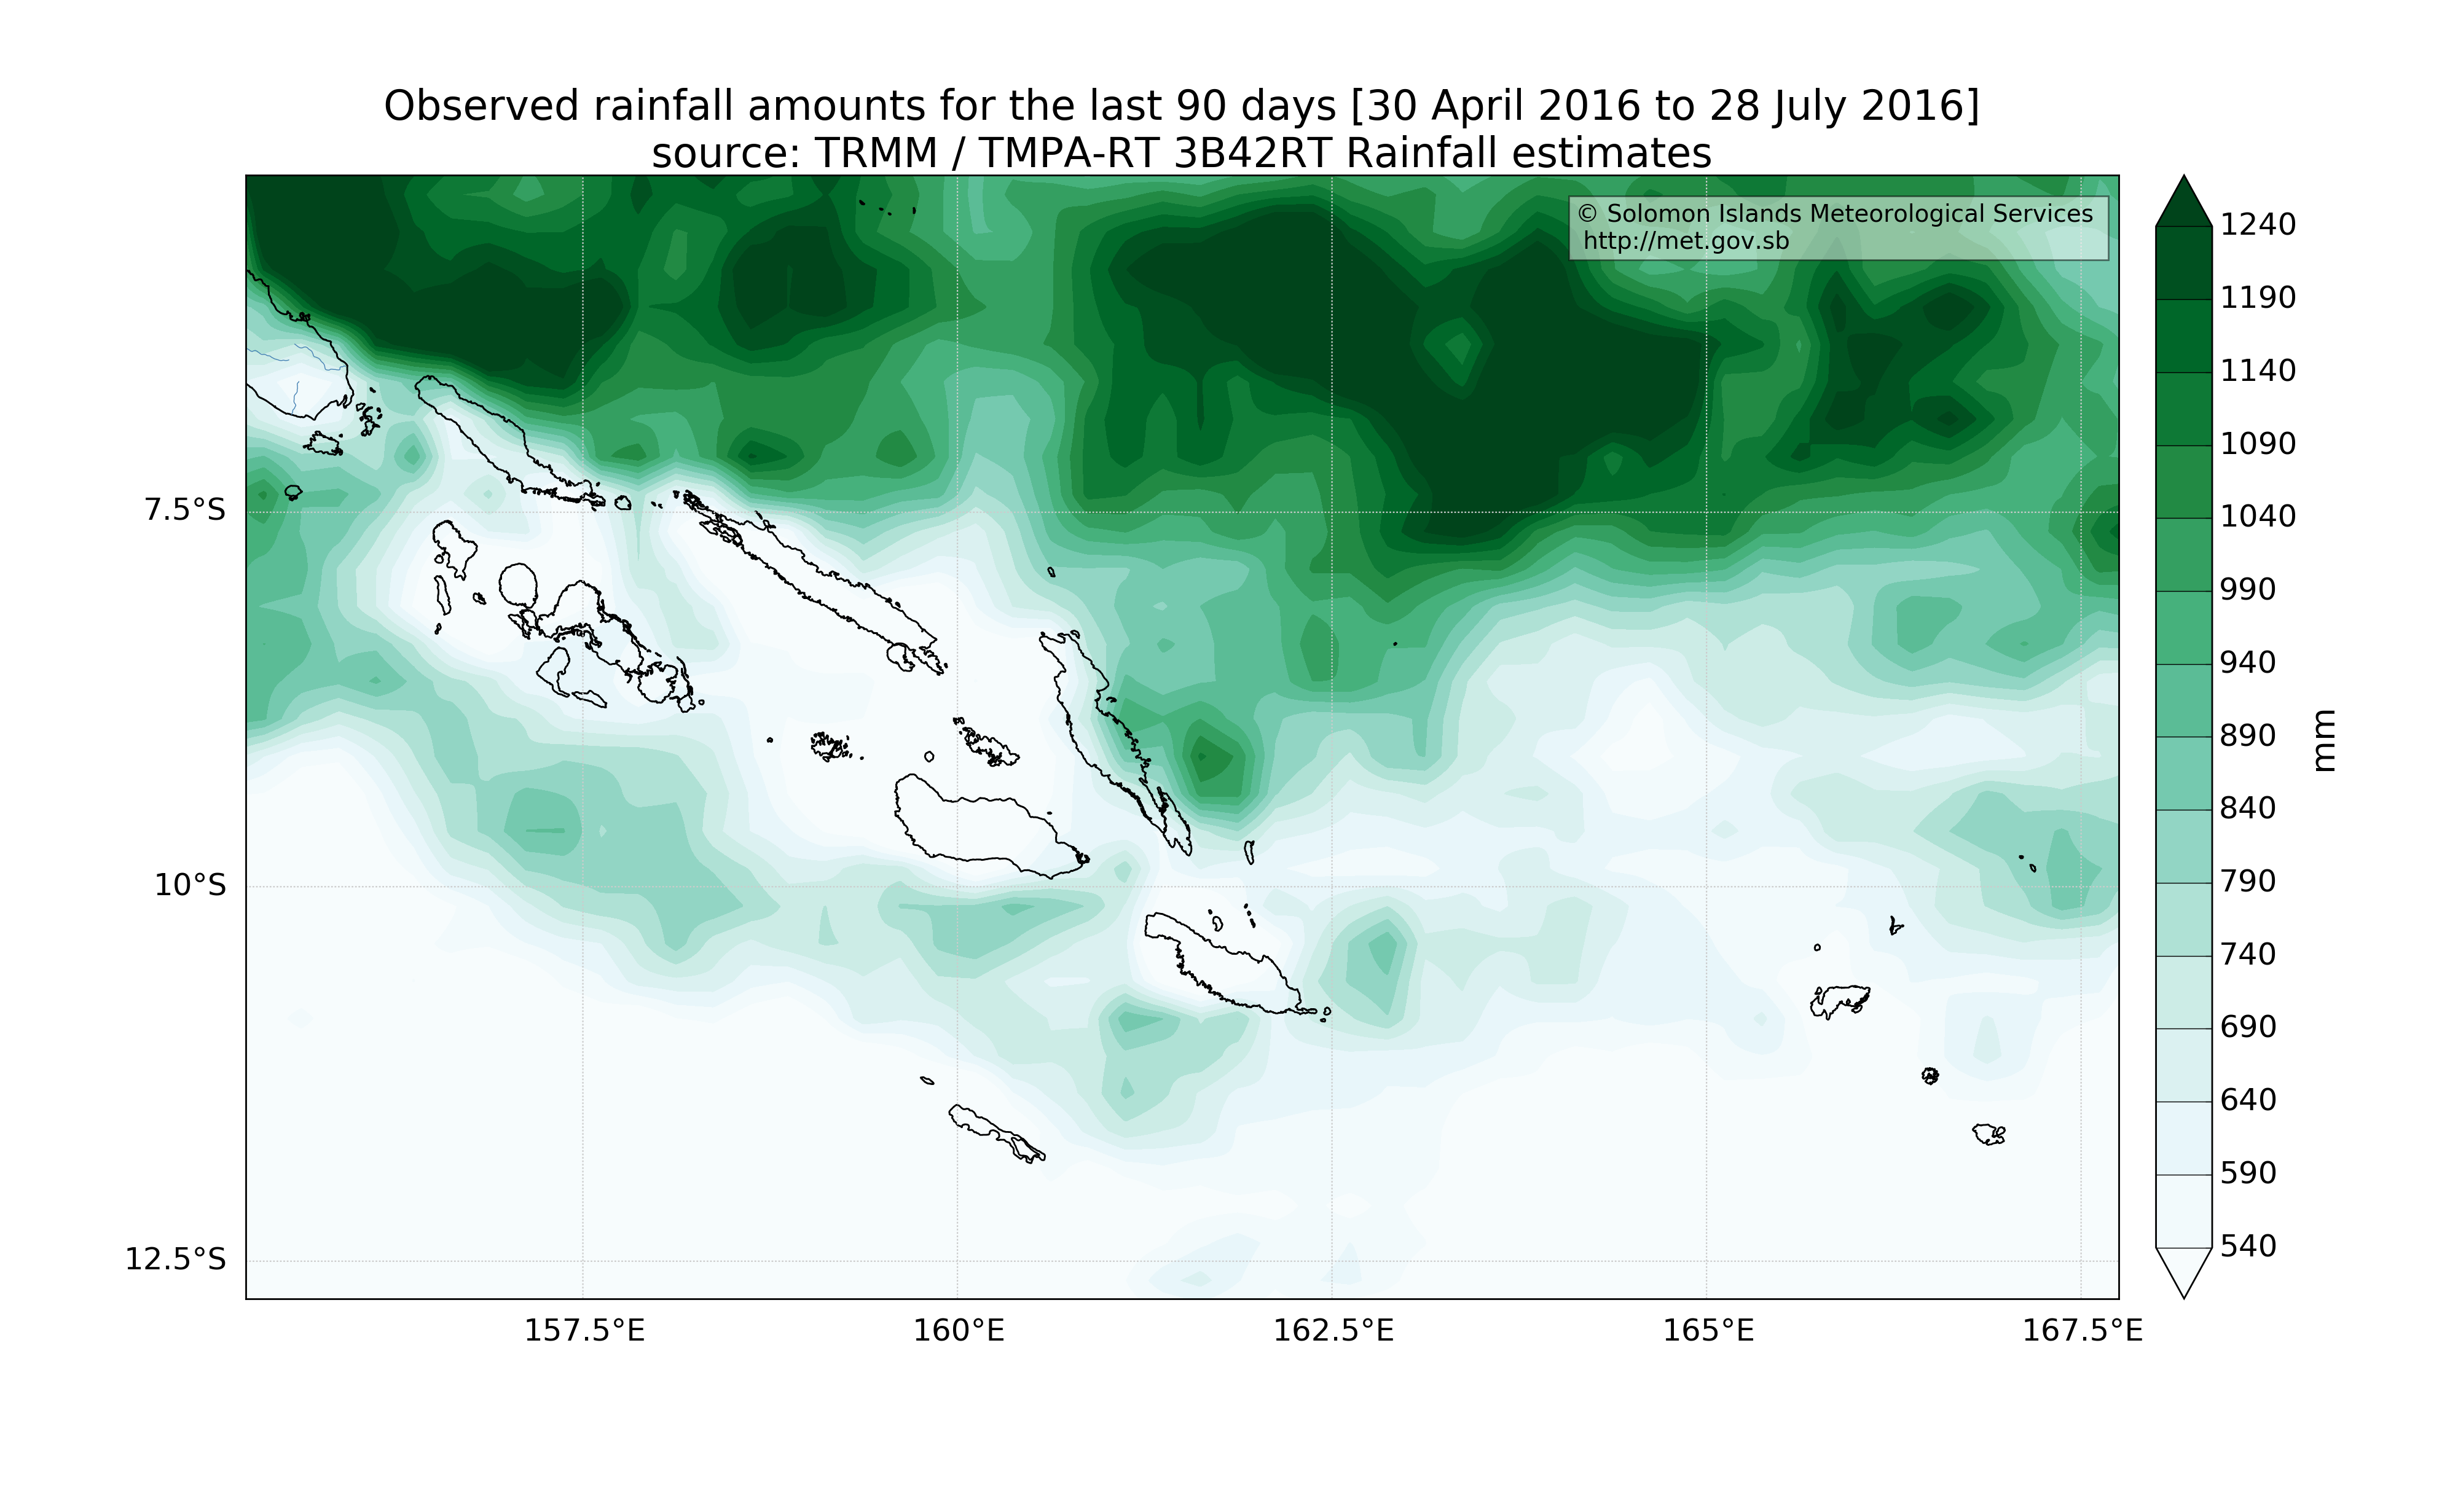 Observed rainfall amounts for the last 90 days [30 April 2016 to 28 July 2016]
source: TRMM / TMPA-RT 3B42RT Rainfall estimates
© Solomon Islands Meteorological Services
http://met.gov.sb
7.5°S
10°S
12.5°S
157.5°E
160°E
162.5°E
165°E
167.5°E
1240
1190
1140
1090
1040
990
940
890
840
790
740
690
640
590
540
mm